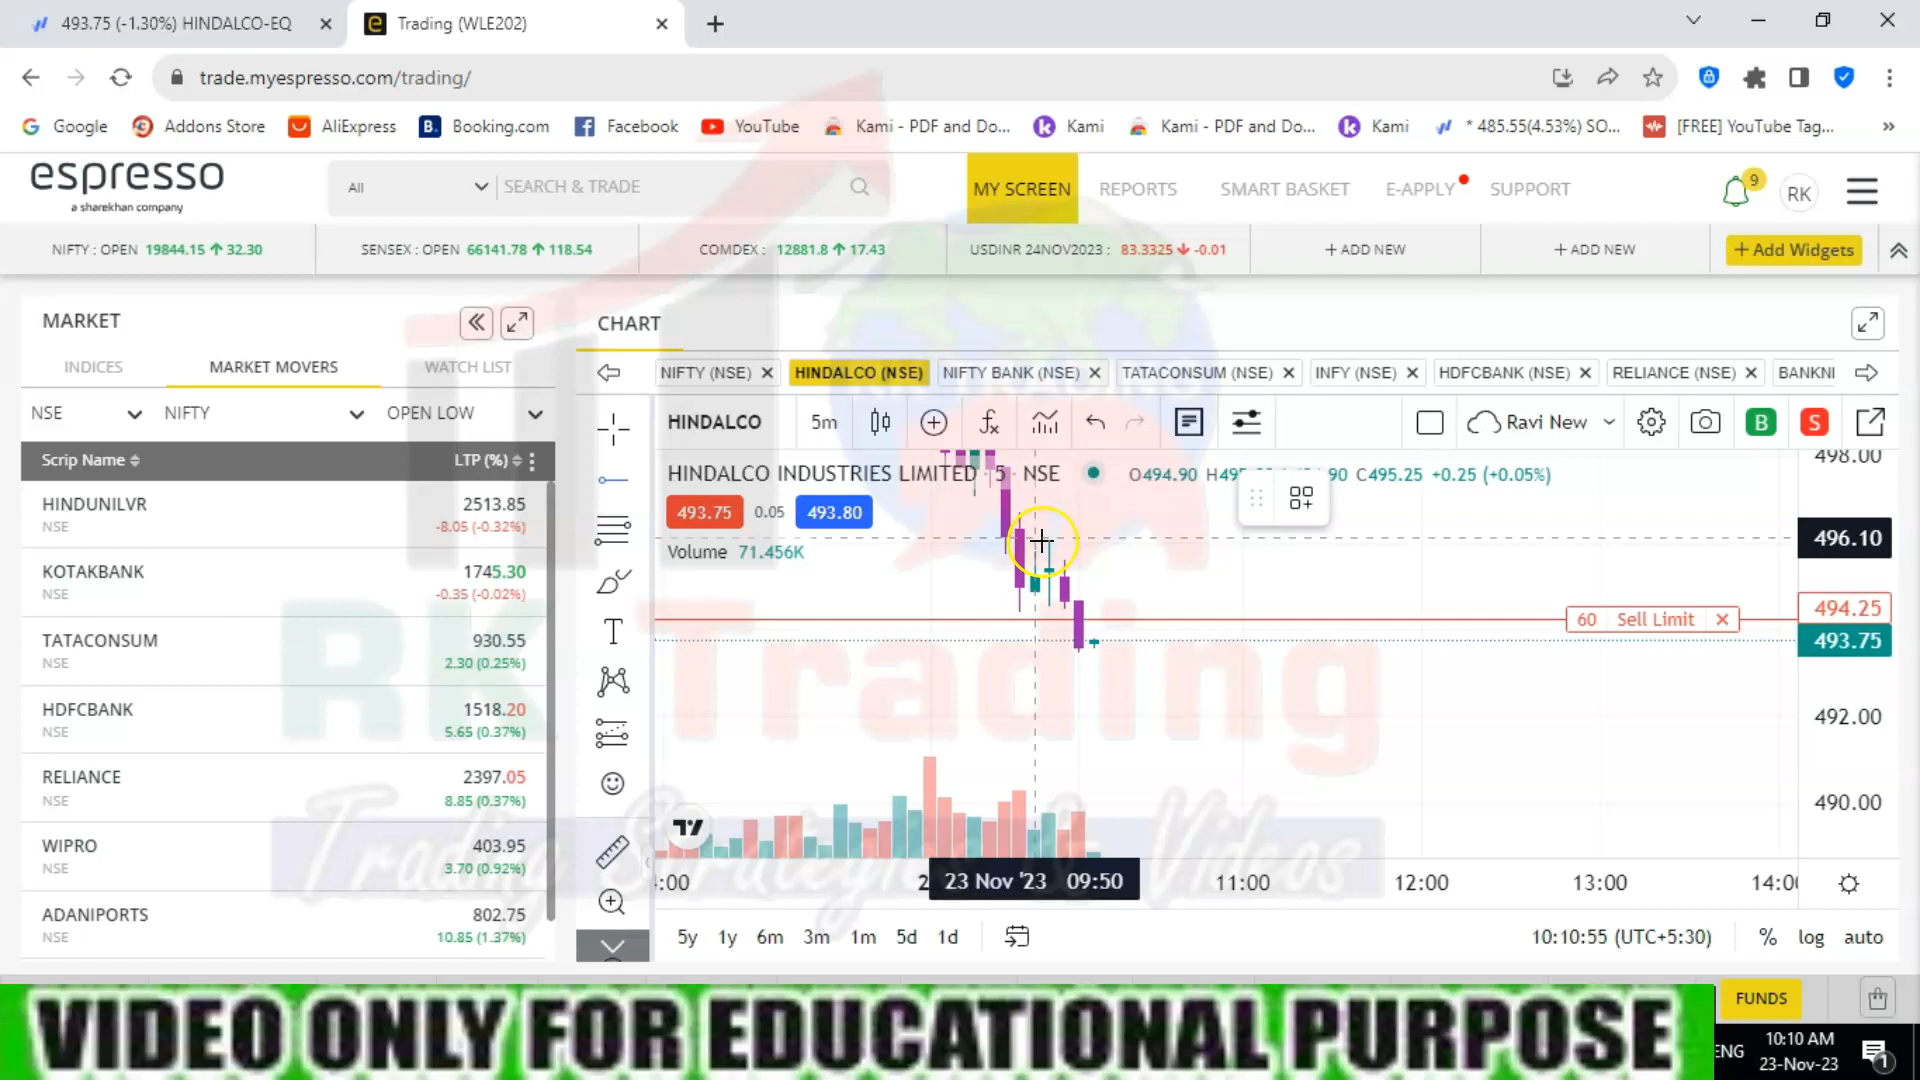 493.75 (-1.30%) HINDALCO-EQ
Trading (WLE202)
trade.myespresso.com/trading/
Google
Addons Store
AliExpress
Booking.com
Facebook
YouTube
Kami - PDF and Do...
Kami
Kami - PDF and Do...
Kami
* 485.55(4.53%) SO...
[FREE] YouTube Tag...
espresso
a sharekhan company
All
SEARCH & TRADE
MY SCREEN
REPORTS
SMART BASKET
E-APPLY
SUPPORT
9
RK
NIFTY : OPEN 19844.15 ↑ 32.30
SENSEX : OPEN 66141.78 ↑ 118.54
COMDEX : 12881.8 ↑ 17.43
USDINR 24NOV2023 : 83.3325 ↓ -0.01
+ ADD NEW
+ ADD NEW
+ Add Widgets
MARKET
INDICES
MARKET MOVERS
WATCH LIST
NSE
NIFTY
OPEN LOW
Scrip Name
LTP (%)
HINDUNILVR
2513.85
NSE
-8.05 (-0.32%)
KOTAKBANK
1745.30
NSE
-0.35 (-0.02%)
TATACONSUM
930.55
NSE
2.30 (0.25%)
HDFCBANK
1518.20
NSE
5.65 (0.37%)
RELIANCE
2397.05
NSE
8.85 (0.37%)
WIPRO
403.95
NSE
3.70 (0.92%)
ADANIPORTS
802.75
NSE
10.85 (1.37%)
CHART
NIFTY (NSE)
HINDALCO (NSE)
NIFTY BANK (NSE)
TATACONSUM (NSE)
INFY (NSE)
HDFCBANK (NSE)
RELIANCE (NSE)
BANKNI
HINDALCO
5m
Ravi New
B
S
HINDALCO INDUSTRIES LIMITED · 5 · NSE
O494.90 C495.25 +0.25 (+0.05%)
493.75
0.05
493.80
Volume 71.456K
498.00
496.10
60 Sell Limit
494.25
493.75
492.00
490.00
RK Trading
Trading Strategies & Videos
23 Nov '23 09:50
11:00
12:00
13:00
5y
1y
6m
3m
1m
5d
1d
10:10:55 (UTC+5:30)
%
log
auto
VIDEO ONLY FOR EDUCATIONAL PURPOSE
FUNDS
ENG
10:10 AM
23-Nov-23
1